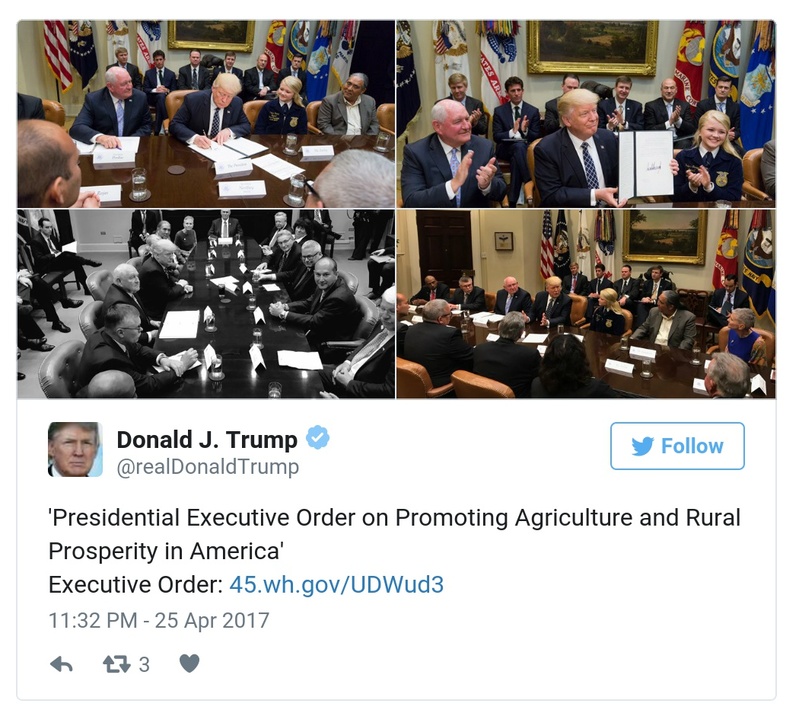 Donald J. Trump
@realDonaldTrump
Follow
'Presidential Executive Order on Promoting Agriculture and Rural
Prosperity in America'
Executive Order: 45.wh.gov/UDWud3
11:32 PM - 25 Apr 2017
3